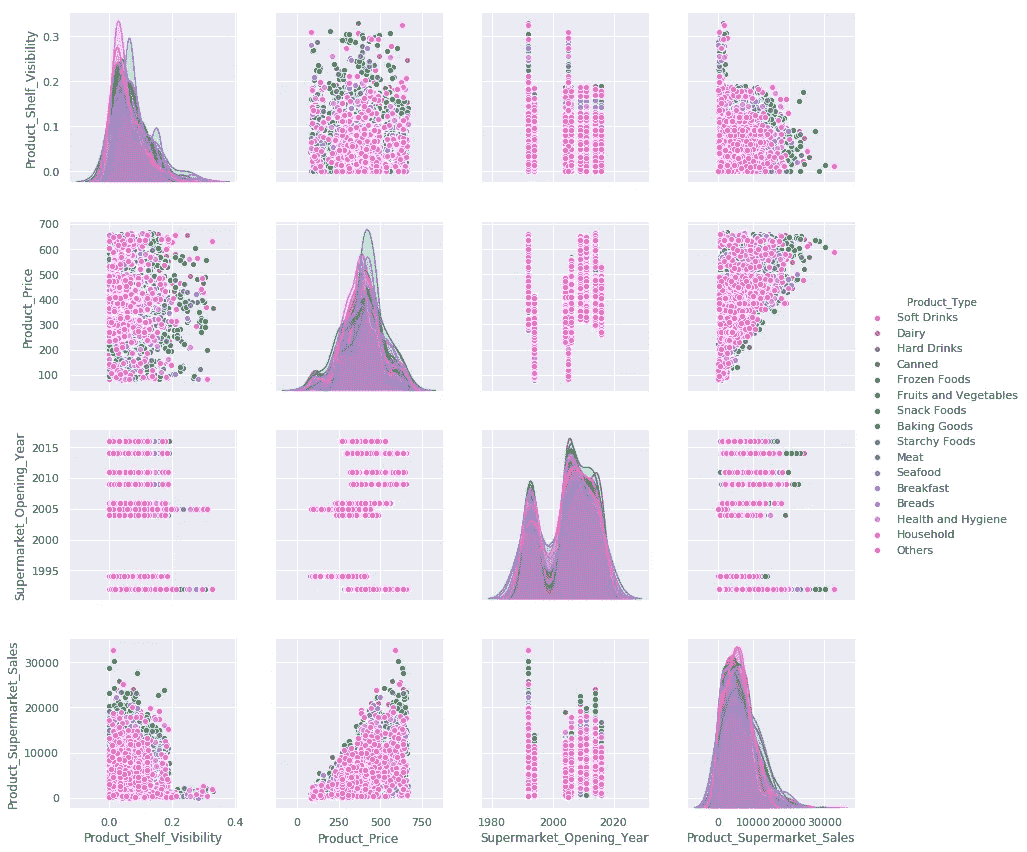 Product_Shelf_Visibility
0.3
0.2
0.1
0.0
Product_Price
700
600
500
400
300
200
100
Supermarket_Opening_Year
2015
2010
2005
2000
1995
Product_Supermarket_Sales
30000
20000
10000
0
0.0 0.2 0.4
Product_Shelf_Visibility
0 250 500 750
Product_Price
1980 2000 2020
Supermarket_Opening_Year
0 10000 20000 30000
Product_Supermarket_Sales
Product_Type
Soft Drinks
Dairy
Hard Drinks
Canned
Frozen Foods
Fruits and Vegetables
Snack Foods
Baking Goods
Starchy Foods
Meat
Seafood
Breakfast
Breads
Health and Hygiene
Household
Others